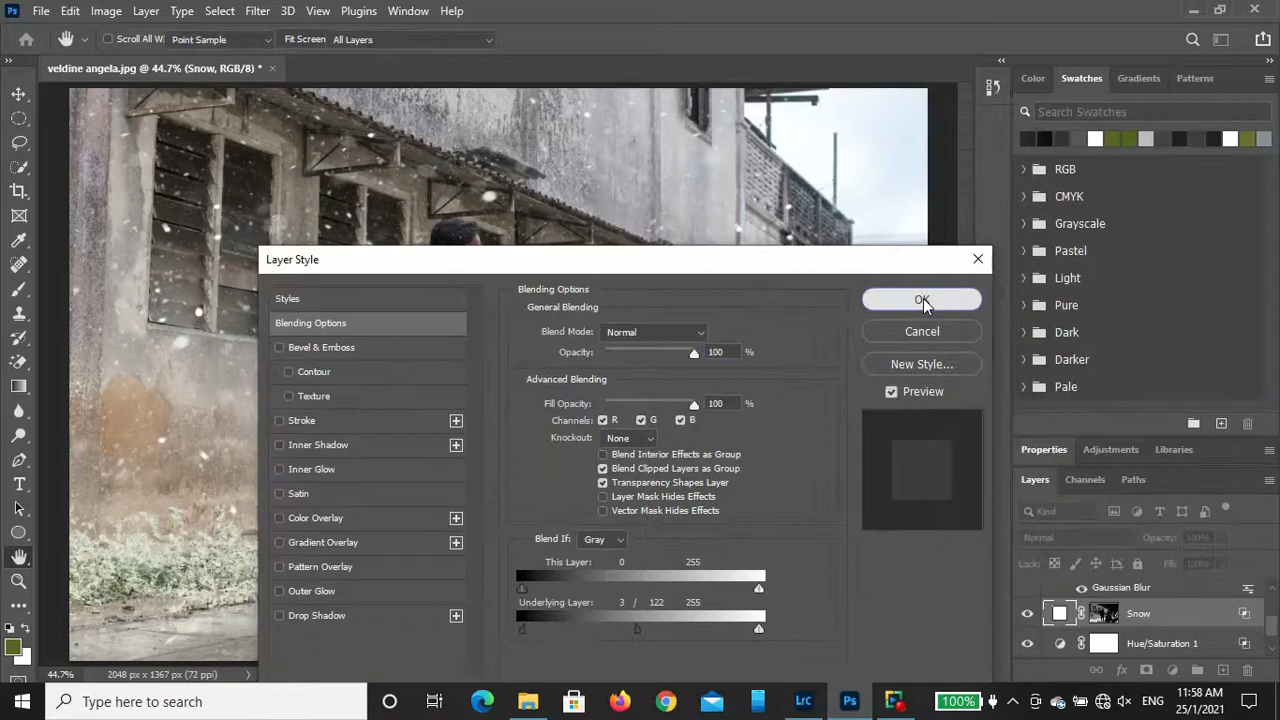 Ps File Edit Image Layer Type Select Filter 3D View Plugins Window Help
Scroll All W Point Sample Fit Screen All Layers
veldine angela.jpg @ 44.7% (Snow, RGB/8) * ×
Color Swatches Gradients Patterns
Search Swatches
RGB
CMYK
Grayscale
Pastel
Light
Pure
Dark
Darker
Pale
Layer Style
Styles
Blending Options
Bevel & Emboss
Contour
Texture
Stroke
Inner Shadow
Inner Glow
Satin
Color Overlay
Gradient Overlay
Pattern Overlay
Outer Glow
Drop Shadow
Blending Options
General Blending
Blend Mode: Normal
Opacity: 100 %
Advanced Blending
Fill Opacity: 100 %
Channels: R G B
Knockout: None
Blend Interior Effects as Group
Blend Clipped Layers as Group
Transparency Shapes Layer
Layer Mask Hides Effects
Vector Mask Hides Effects
Blend If: Gray
This Layer: 0 255
Underlying Layer: 3 / 122 255
OK
Cancel
New Style...
Preview
Properties Adjustments Libraries
Layers Channels Paths
Kind
Normal Opacity: 100%
Lock: Fill: 100%
Gaussian Blur
Snow
Hue/Saturation 1
44.7% 2048 px x 1367 px (72 ppi)
Type here to search
LrC Ps
100% ENG
11:58 AM
25/1/2021